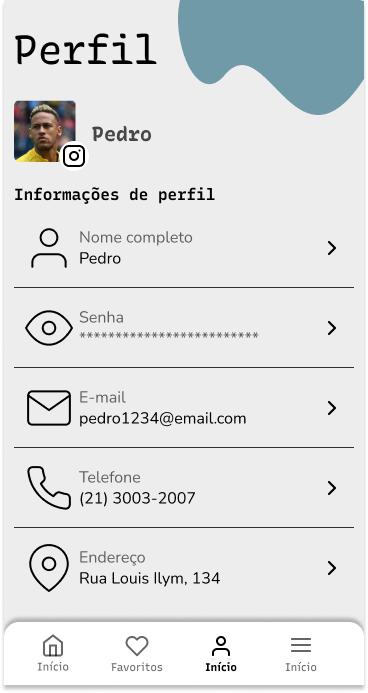 Perfil
Pedro
Informações de perfil
Nome completo
Pedro
Senha
*************************
E-mail
pedro1234@email.com
Telefone
(21) 3003-2007
Endereço
Rua Louis Ilym, 134
Início Favoritos Início Início